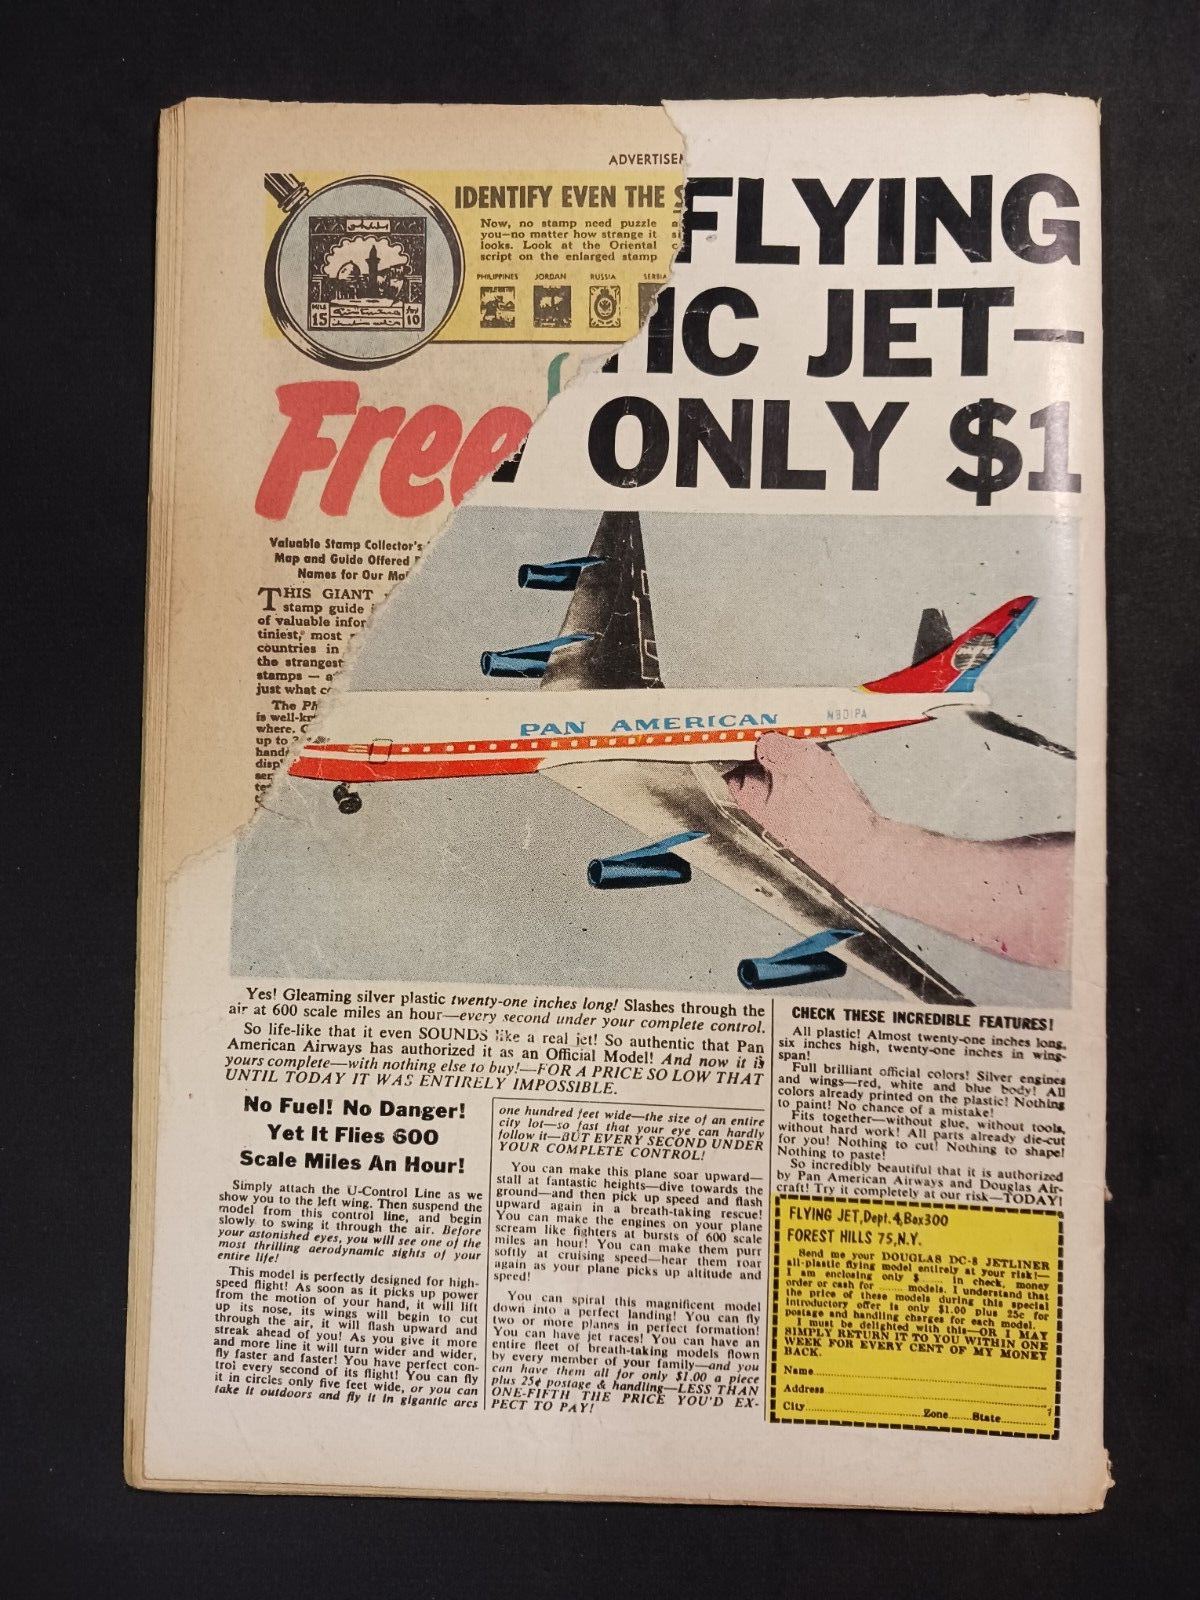 ADVERTISEM
IDENTIFY EVEN THE S
Now, no stamp need puzzle
you—no matter how strange it
looks. Look at the Oriental
script on the enlarged stamp
PHILIPPINES JORDAN RUSSIA SERBIA
MILS 15
10
Free
FLYING
IC JET—
ONLY $1
Valuable Stamp Collector's
Map and Guide Offered
Names for Our
THIS GIANT
stamp guide
of valuable infor
tiniest, most
countries in
the strangest
stamps —
just what
The Ph
is well-kr
where.
up to
hand
disp
ser
PAN AMERICAN
N801PA
Yes! Gleaming silver plastic twenty-one inches long! Slashes through the
air at 600 scale miles an hour—every second under your complete control.
So life-like that it even SOUNDS like a real jet! So authentic that Pan
American Airways has authorized it as an Official Model! And now it is
yours complete—with nothing else to buy!—FOR A PRICE SO LOW THAT
UNTIL TODAY IT WAS ENTIRELY IMPOSSIBLE.
No Fuel! No Danger!
Yet It Flies 600
Scale Miles An Hour!
Simply attach the U-Control Line as we
show you to the left wing. Then suspend the
model from this control line, and begin
slowly to swing it through the air. Before
your astonished eyes, you will see one of the
most thrilling aerodynamic sights of your
entire life!
This model is perfectly designed for high-
speed flight! As soon as it picks up power
from the motion of your hand, it will lift
up its nose, its wings will begin to cut
through the air, it will flash upward and
streak ahead of you! As you give it more
and more line it will turn wider and wider,
fly faster and faster! You have perfect con-
trol every second of its flight! You can fly
it in circles only five feet wide, or you can
take it outdoors and fly it in gigantic arcs
one hundred feet wide—the size of an entire
city lot—so fast that your eye can hardly
follow it—BUT EVERY SECOND UNDER
YOUR COMPLETE CONTROL!
You can make this plane soar upward—
stall at fantastic heights—dive towards the
ground—and then pick up speed and flash
upward again in a breath-taking rescue!
You can make the engines on your plane
scream like fighters at bursts of 600 scale
miles an hour! You can make them purr
softly at cruising speed—hear them roar
again as your plane picks up altitude and
speed!
You can spiral this magnificent model
down into a perfect landing! You can fly
two or more planes in perfect formation!
You can have jet races! You can have an
entire fleet of breath-taking models flown
by every member of your family—and you
can have them all for only $1.00 a piece
plus 25¢ postage & handling—LESS THAN
ONE-FIFTH THE PRICE YOU'D EX-
PECT TO PAY!
CHECK THESE INCREDIBLE FEATURES!
All plastic! Almost twenty-one inches long,
six inches high, twenty-one inches in wing-
span!
Full brilliant official colors! Silver engines
and wings—red, white and blue body! All
colors already printed on the plastic! Nothing
to paint! No chance of a mistake!
Fits together—without glue, without tools,
without hard work! All parts already die-cut
for you! Nothing to cut! Nothing to shape!
Nothing to paste!
So incredibly beautiful that it is authorized
by Pan American Airways and Douglas Air-
craft! Try it completely at our risk—TODAY!
FLYING JET, Dept. 4, Box 300
FOREST HILLS 75, N.Y.
Send me your DOUGLAS DC-8 JETLINER
all-plastic flying model entirely at your risk!—
I am enclosing only $...... in check, money
order or cash for ...... models. I understand that
the price of these models during this special
introductory offer is only $1.00 plus 25c for
postage and handling charges for each model.
I must be delighted with this—OR I MAY
SIMPLY RETURN IT TO YOU WITHIN ONE
WEEK FOR EVERY CENT OF MY MONEY
BACK.
Name
Address
City Zone State